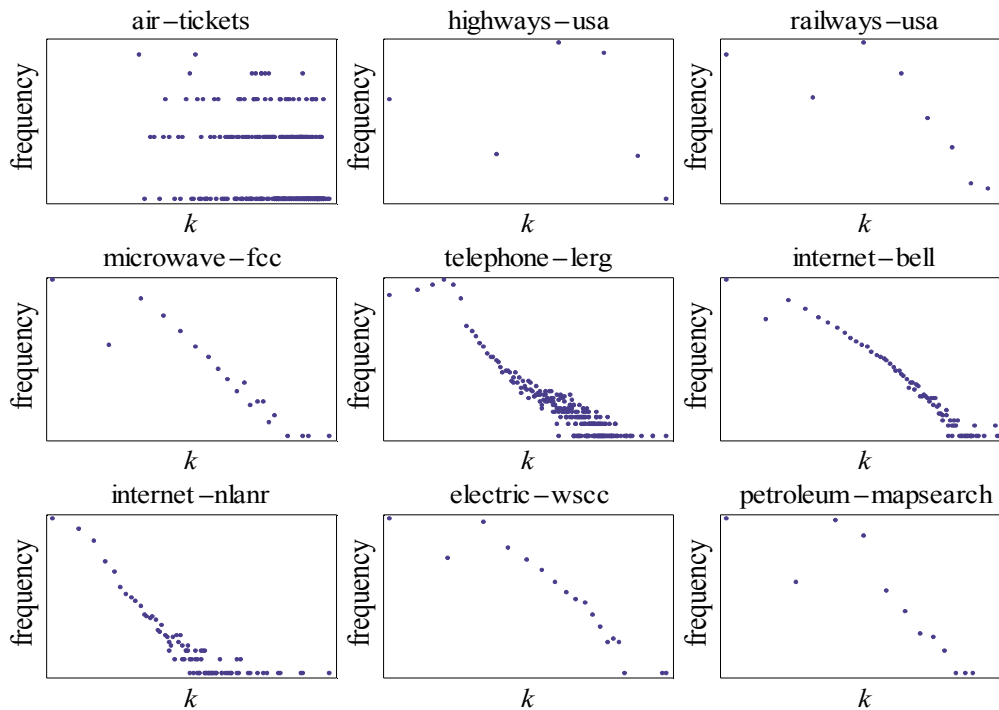 air-tickets
highways-usa
railways-usa
frequency
frequency
frequency
k
k
k
microwave-fcc
telephone-lerg
internet-bell
frequency
frequency
frequency
k
k
k
internet-nlanr
electric-wscc
petroleum-mapsearch
frequency
frequency
frequency
k
k
k